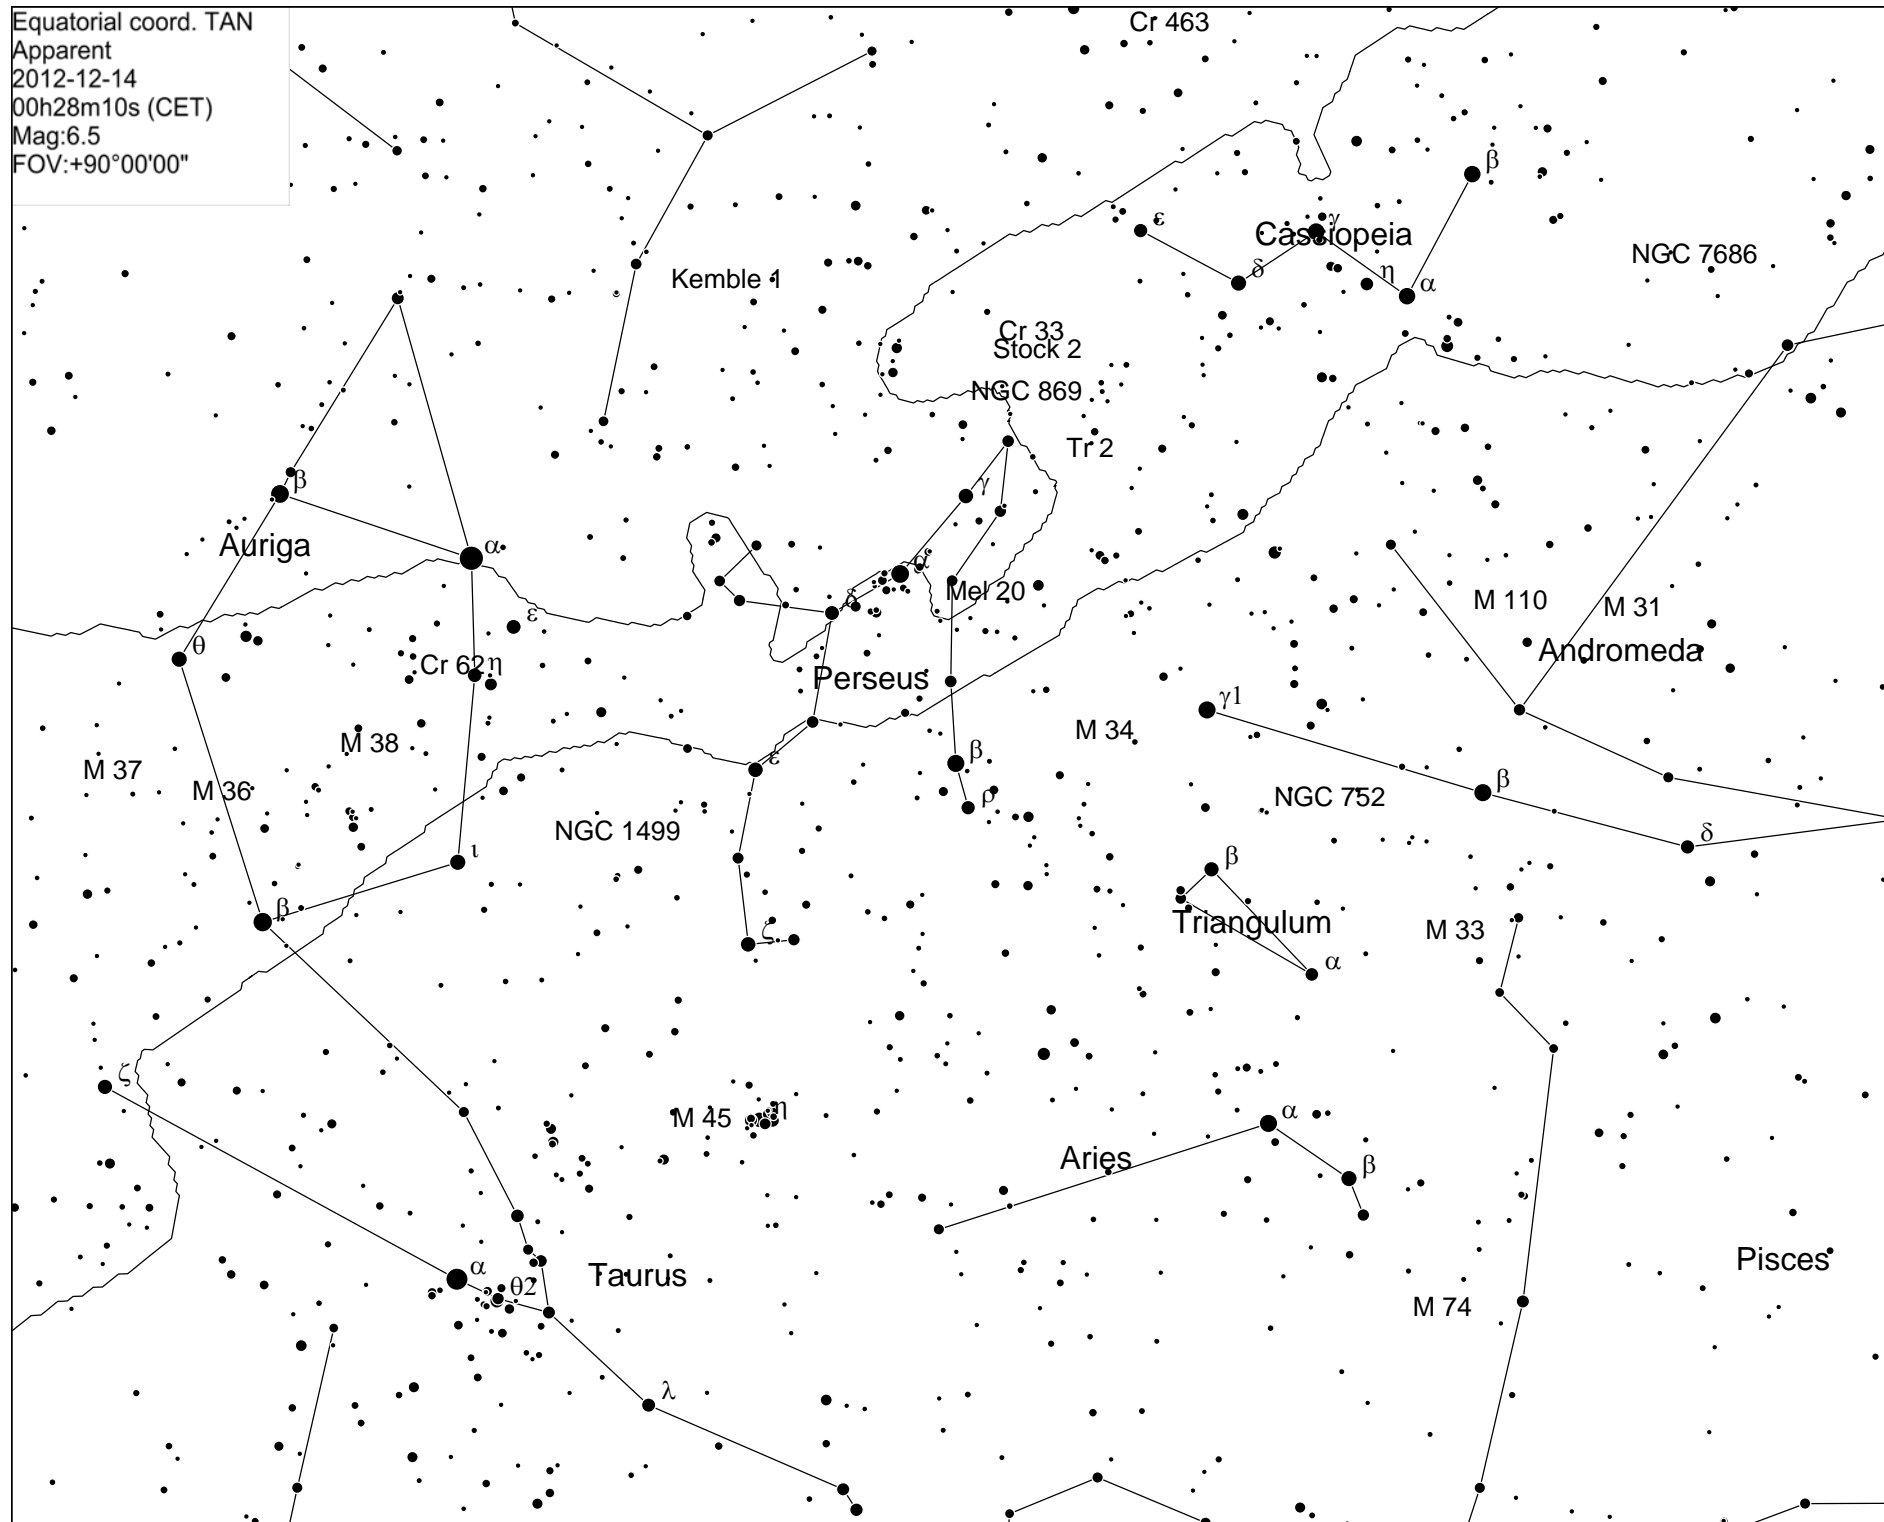 Equatorial coord. TAN
Apparent
2012-12-14
00h28m10s (CET)
Mag:6.5
FOV:+90°00'00"
Cr 463
β
ε
γ
Cassiopeia
NGC 7686
δ
η
α
Kemble 1
Cr 33
Stock 2
NGC 869
Tr 2
β
γ
Auriga
α
α
Mel 20
δ
M 110
M 31
ε
Andromeda
θ
Cr 62
η
Perseus
γ1
M 34
M 38
M 37
M 36
ε
β
ρ
β
NGC 752
NGC 1499
δ
ι
β
β
ζ
Triangulum
M 33
α
ζ
M 45
η
α
Aries
β
Pisces
α
θ2
Taurus
M 74
λ